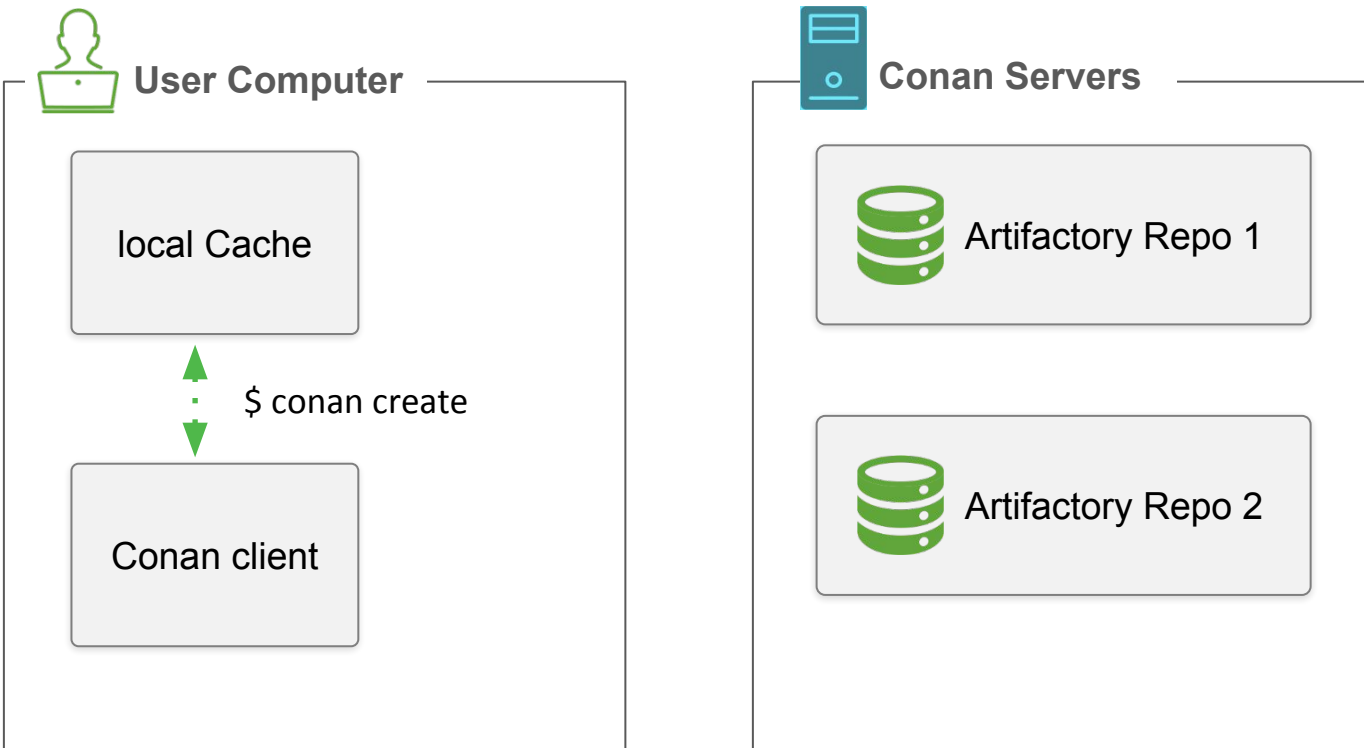 User Computer
local Cache
$ conan create
Conan client
Conan Servers
Artifactory Repo 1
Artifactory Repo 2